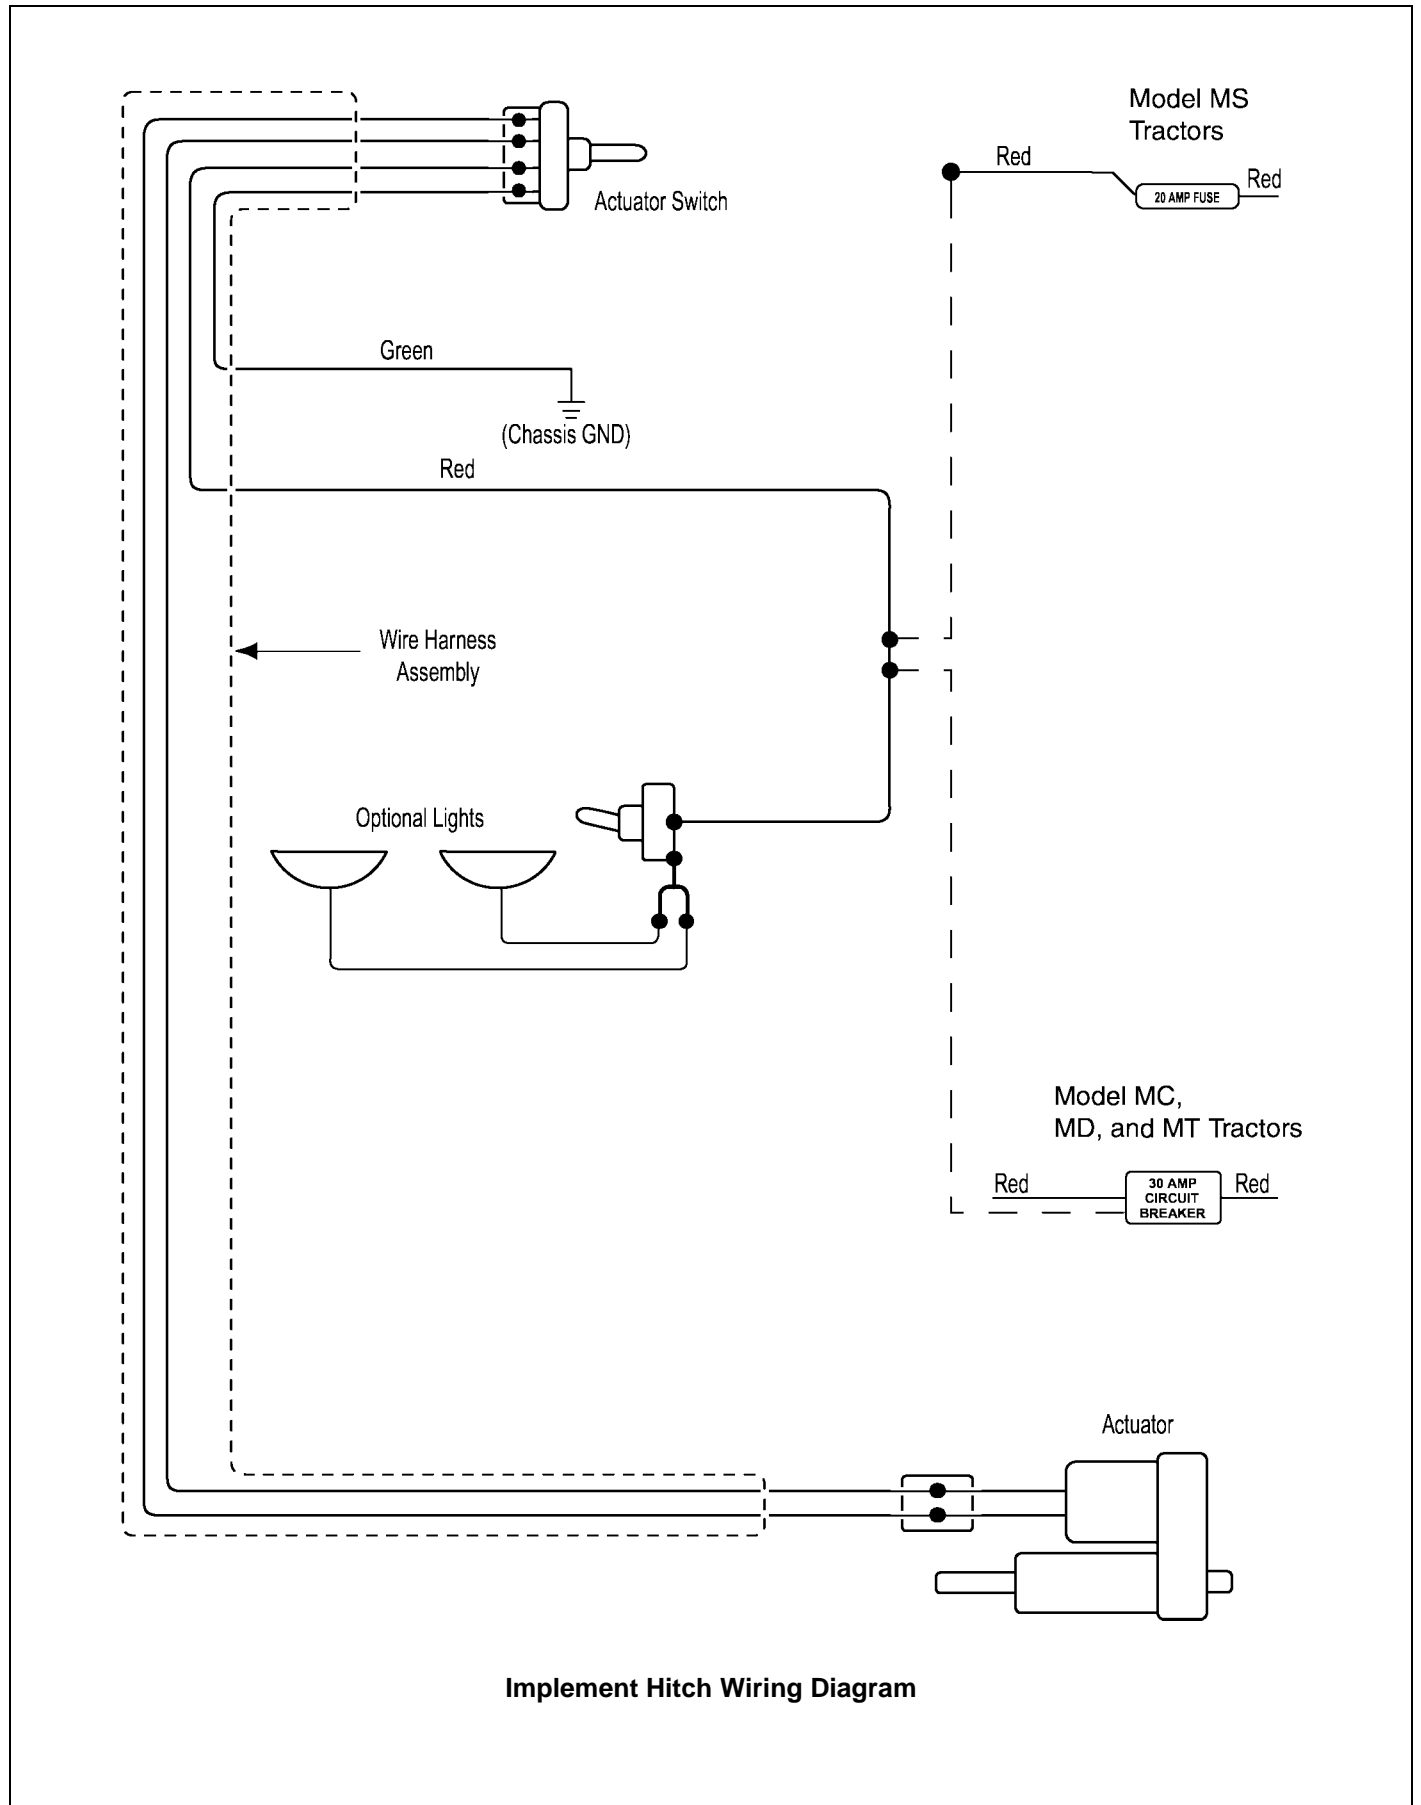 Model MS
Tractors
Red
Red
20 AMP FUSE
Actuator Switch
Green
(Chassis GND)
Red
Wire Harness
Assembly
Optional Lights
Model MC,
MD, and MT Tractors
Red
30 AMP
CIRCUIT
BREAKER
Red
Actuator
Implement Hitch Wiring Diagram